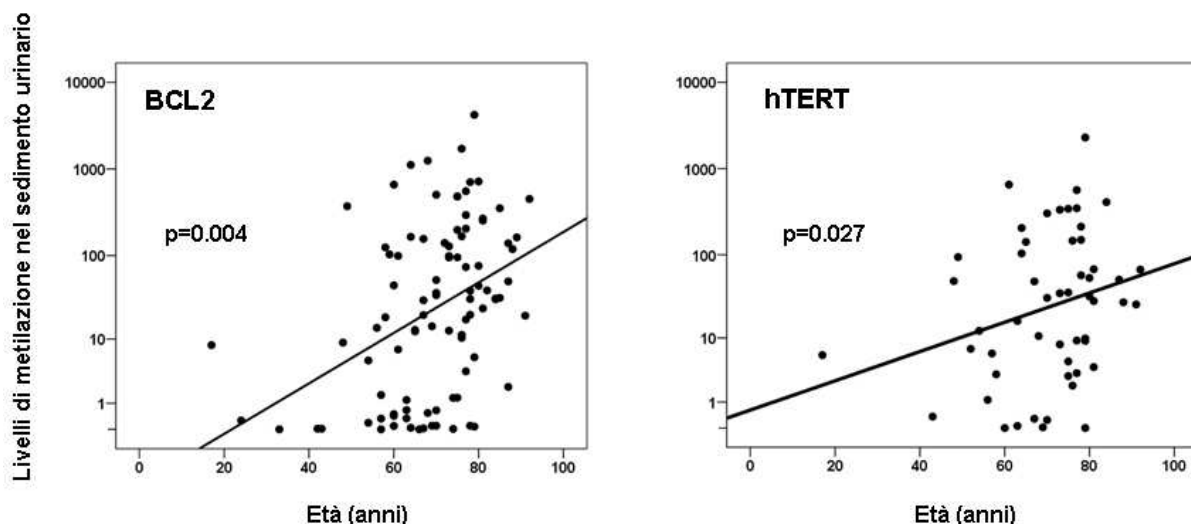 Livelli di metilazione nel sedimento urinario
BCL2
p=0.004
10000
1000
100
10
1
0 20 40 60 80 100
Età (anni)
hTERT
p=0.027
10000
1000
100
10
1
0 20 40 60 80 100
Età (anni)